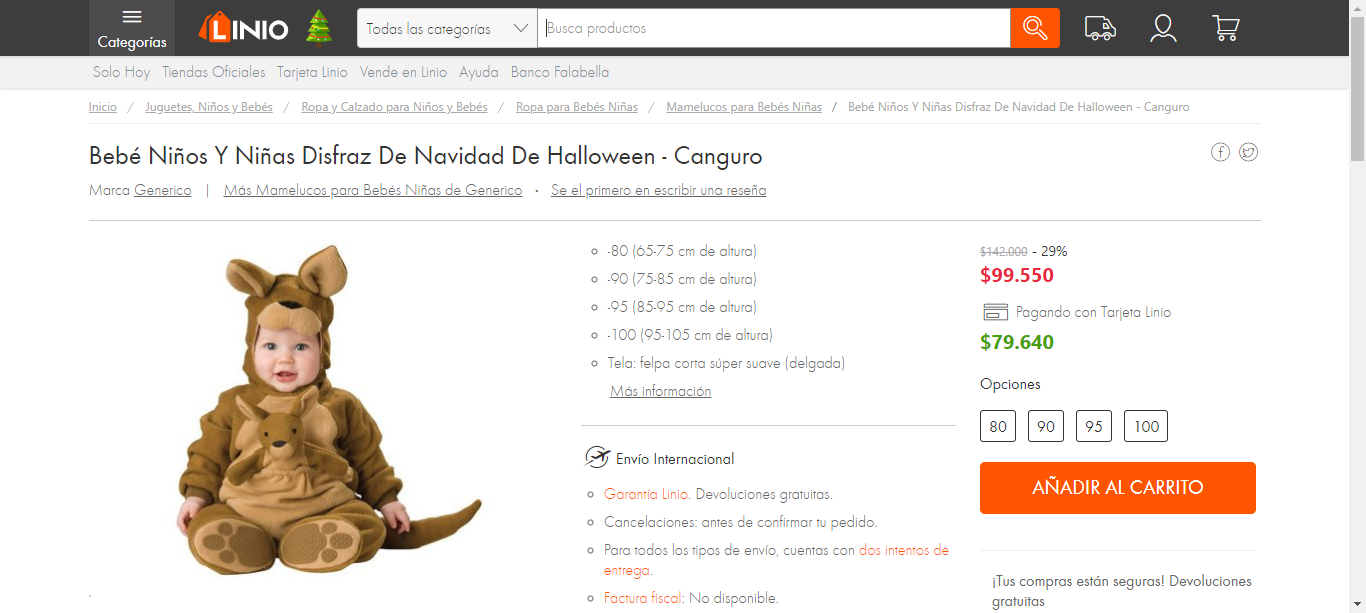 Categorías
LINIO
Todas las categorías
Busca productos
Solo Hoy Tiendas Oficiales Tarjeta Linio Vende en Linio Ayuda Banco Falabella
Inicio / Juguetes, Niños y Bebés / Ropa y Calzado para Niños y Bebés / Ropa para Bebés Niñas / Mamelucos para Bebés Niñas / Bebé Niños Y Niñas Disfraz De Navidad De Halloween - Canguro
Bebé Niños Y Niñas Disfraz De Navidad De Halloween - Canguro
Marca Generico | Más Mamelucos para Bebés Niñas de Generico · Se el primero en escribir una reseña
-80 (65-75 cm de altura)
-90 (75-85 cm de altura)
-95 (85-95 cm de altura)
-100 (95-105 cm de altura)
Tela: felpa corta súper suave (delgada)
Más información
Envío Internacional
Garantía Linio. Devoluciones gratuitas.
Cancelaciones: antes de confirmar tu pedido.
Para todos los tipos de envío, cuentas con dos intentos de
entrega.
Factura fiscal: No disponible.
$142.000 - 29%
$99.550
Pagando con Tarjeta Linio
$79.640
Opciones
80 90 95 100
AÑADIR AL CARRITO
¡Tus compras están seguras! Devoluciones
gratuitas